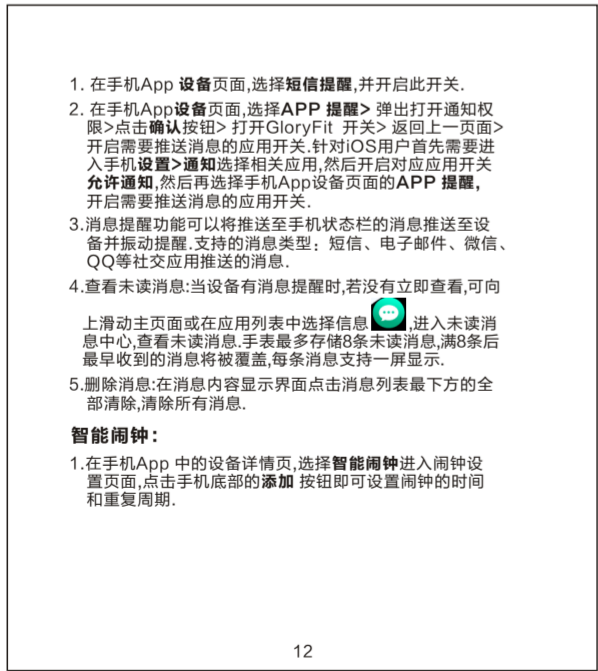 1. 在手机App 设备页面,选择短信提醒,并开启此开关.
2. 在手机App设备页面,选择APP 提醒> 弹出打开通知权
限>点击确认按钮> 打开GloryFit 开关> 返回上一页面>
开启需要推送消息的应用开关.针对iOS用户首先需要进
入手机设置>通知选择相关应用,然后开启对应应用开关
允许通知,然后再选择手机App设备页面的APP 提醒,
开启需要推送消息的应用开关.
3.消息提醒功能可以将推送至手机状态栏的消息推送至设
备并振动提醒.支持的消息类型：短信、电子邮件、微信、
QQ等社交应用推送的消息.
4.查看未读消息:当设备有消息提醒时,若没有立即查看,可向
上滑动主页面或在应用列表中选择信息 ,进入未读消
息中心,查看未读消息.手表最多存储8条未读消息,满8条后
最早收到的消息将被覆盖,每条消息支持一屏显示.
5.删除消息:在消息内容显示界面点击消息列表最下方的全
部清除,清除所有消息.
智能闹钟：
1.在手机App 中的设备详情页,选择智能闹钟进入闹钟设
置页面,点击手机底部的添加 按钮即可设置闹钟的时间
和重复周期.
12